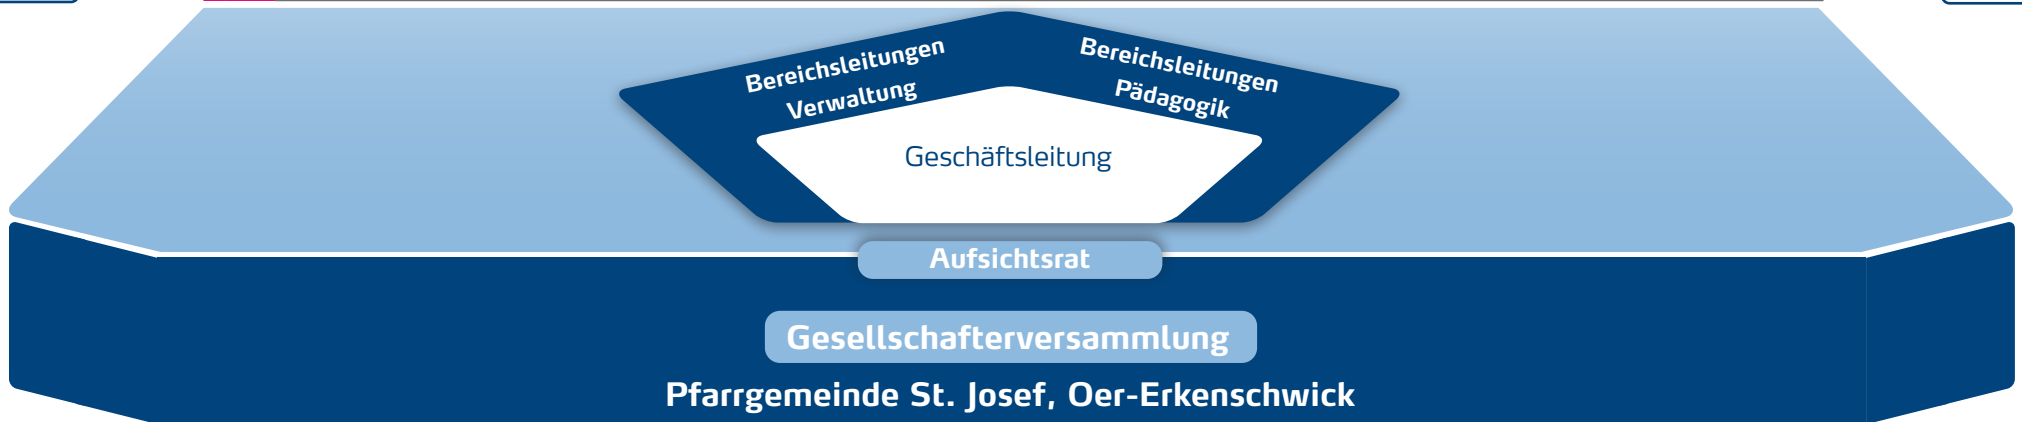 Bereichsleitungen
Verwaltung
Bereichsleitungen
Pädagogik
Geschäftsleitung
Aufsichtsrat
Gesellschafterversammlung
Pfarrgemeinde St. Josef, Oer-Erkenschwick